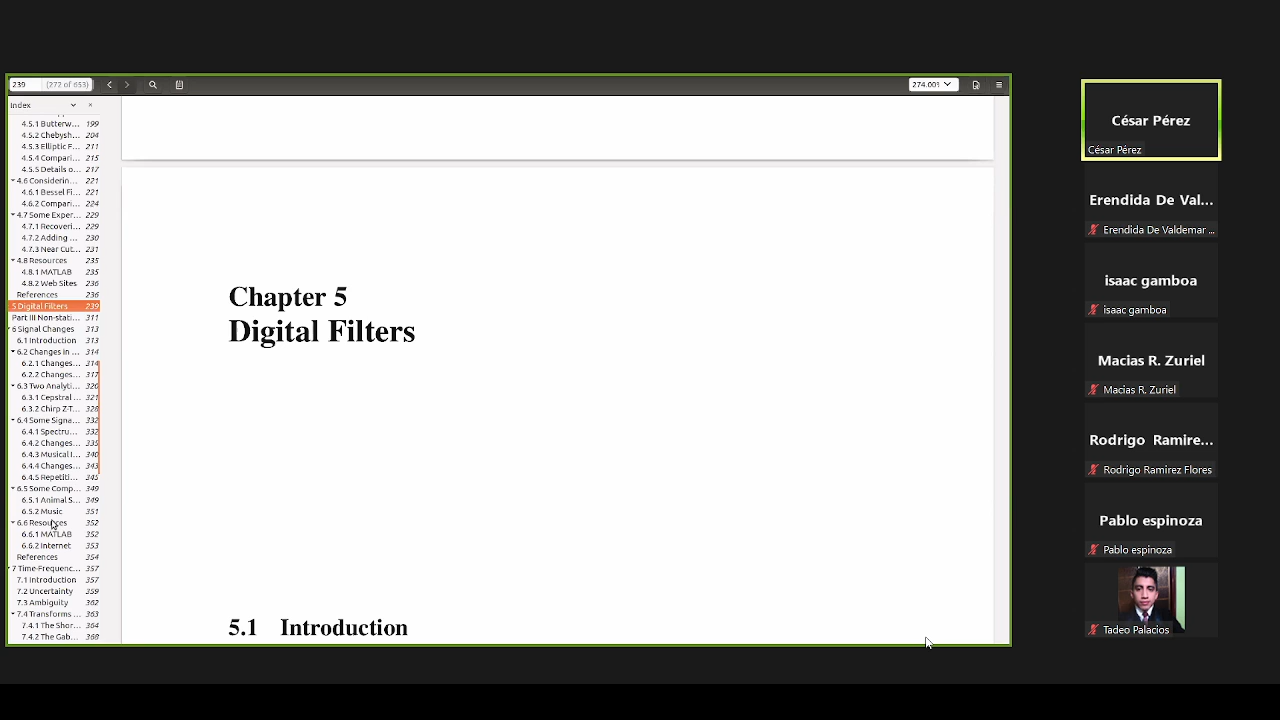 239 (272 of 653)
274.00%
Index
4.5.1 Butterw... 199
4.5.2 Chebysh... 204
4.5.3 Elliptic F... 211
4.5.4 Compari... 215
4.5.5 Details o... 217
4.6 Considerin... 221
4.6.1 Bessel Fi... 221
4.6.2 Compari... 224
4.7 Some Exper... 229
4.7.1 Recoveri... 229
4.7.2 Adding ... 230
4.7.3 Near Cut... 231
4.8 Resources 235
4.8.1 MATLAB 235
4.8.2 Web Sites 236
References 236
5 Digital Filters 239
Part III Non-stati... 311
6 Signal Changes 313
6.1 Introduction 313
6.2 Changes in ... 314
6.2.1 Changes... 314
6.2.2 Changes... 317
6.3 Two Analyti... 320
6.3.1 Cepstral ... 321
6.3.2 Chirp Z-T... 328
6.4 Some Signa... 332
6.4.1 Spectru... 332
6.4.2 Changes... 335
6.4.3 Musical I... 340
6.4.4 Changes... 343
6.4.5 Repetiti... 345
6.5 Some Comp... 349
6.5.1 Animal S... 349
6.5.2 Music 351
6.6 Resources 352
6.6.1 MATLAB 352
6.6.2 Internet 353
References 354
7 Time-Frequenc... 357
7.1 Introduction 357
7.2 Uncertainty 359
7.3 Ambiguity 362
7.4 Transforms ... 363
7.4.1 The Shor... 364
7.4.2 The Gab... 368
Chapter 5
Digital Filters
5.1 Introduction
César Pérez
César Pérez
Erendida De Val...
Erendida De Valdemar ...
isaac gamboa
isaac gamboa
Macias R. Zuriel
Macias R. Zuriel
Rodrigo Ramire...
Rodrigo Ramirez Flores
Pablo espinoza
Pablo espinoza
Tadeo Palacios